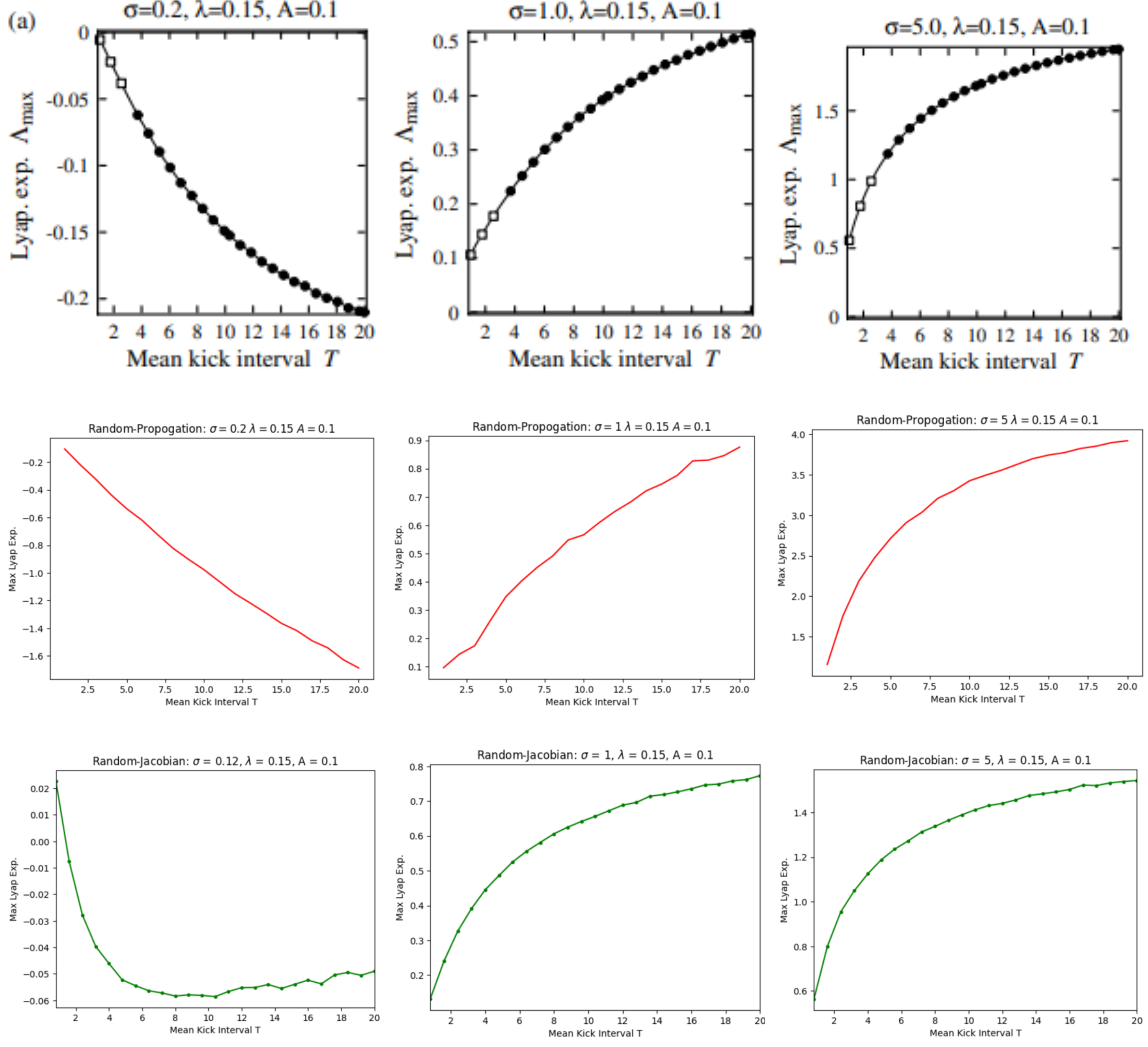 (a)
σ=0.2, λ=0.15, A=0.1
0
-0.05
-0.1
-0.15
-0.2
Lyap. exp. Λmax
2 4 6 8 10 12 14 16 18 20
Mean kick interval T
σ=1.0, λ=0.15, A=0.1
0.5
0.4
0.3
0.2
0.1
0
Lyap. exp. Λmax
2 4 6 8 10 12 14 16 18 20
Mean kick interval T
σ=5.0, λ=0.15, A=0.1
1.5
1
0.5
0
Lyap. exp. Λmax
2 4 6 8 10 12 14 16 18 20
Mean kick interval T
Random-Propogation: σ = 0.2 λ = 0.15 A = 0.1
−0.2
−0.4
−0.6
−0.8
−1.0
−1.2
−1.4
−1.6
Max Lyap Exp.
2.5 5.0 7.5 10.0 12.5 15.0 17.5 20.0
Mean Kick Interval T
Random-Propogation: σ = 1 λ = 0.15 A = 0.1
0.9
0.8
0.7
0.6
0.5
0.4
0.3
0.2
0.1
Max Lyap Exp.
2.5 5.0 7.5 10.0 12.5 15.0 17.5 20.0
Mean Kick Interval T
Random-Propogation: σ = 5 λ = 0.15 A = 0.1
4.0
3.5
3.0
2.5
2.0
1.5
Max Lyap Exp.
2.5 5.0 7.5 10.0 12.5 15.0 17.5 20.0
Mean Kick Interval T
Random-Jacobian: σ = 0.12, λ = 0.15, A = 0.1
0.02
0.01
0.00
−0.01
−0.02
−0.03
−0.04
−0.05
−0.06
Max Lyap Exp.
2 4 6 8 10 12 14 16 18 20
Mean Kick Interval T
Random-Jacobian: σ = 1, λ = 0.15, A = 0.1
0.8
0.7
0.6
0.5
0.4
0.3
0.2
Max Lyap Exp.
2 4 6 8 10 12 14 16 18 20
Mean Kick Interval T
Random-Jacobian: σ = 5, λ = 0.15, A = 0.1
1.4
1.2
1.0
0.8
0.6
Max Lyap Exp.
2 4 6 8 10 12 14 16 18 20
Mean Kick Interval T